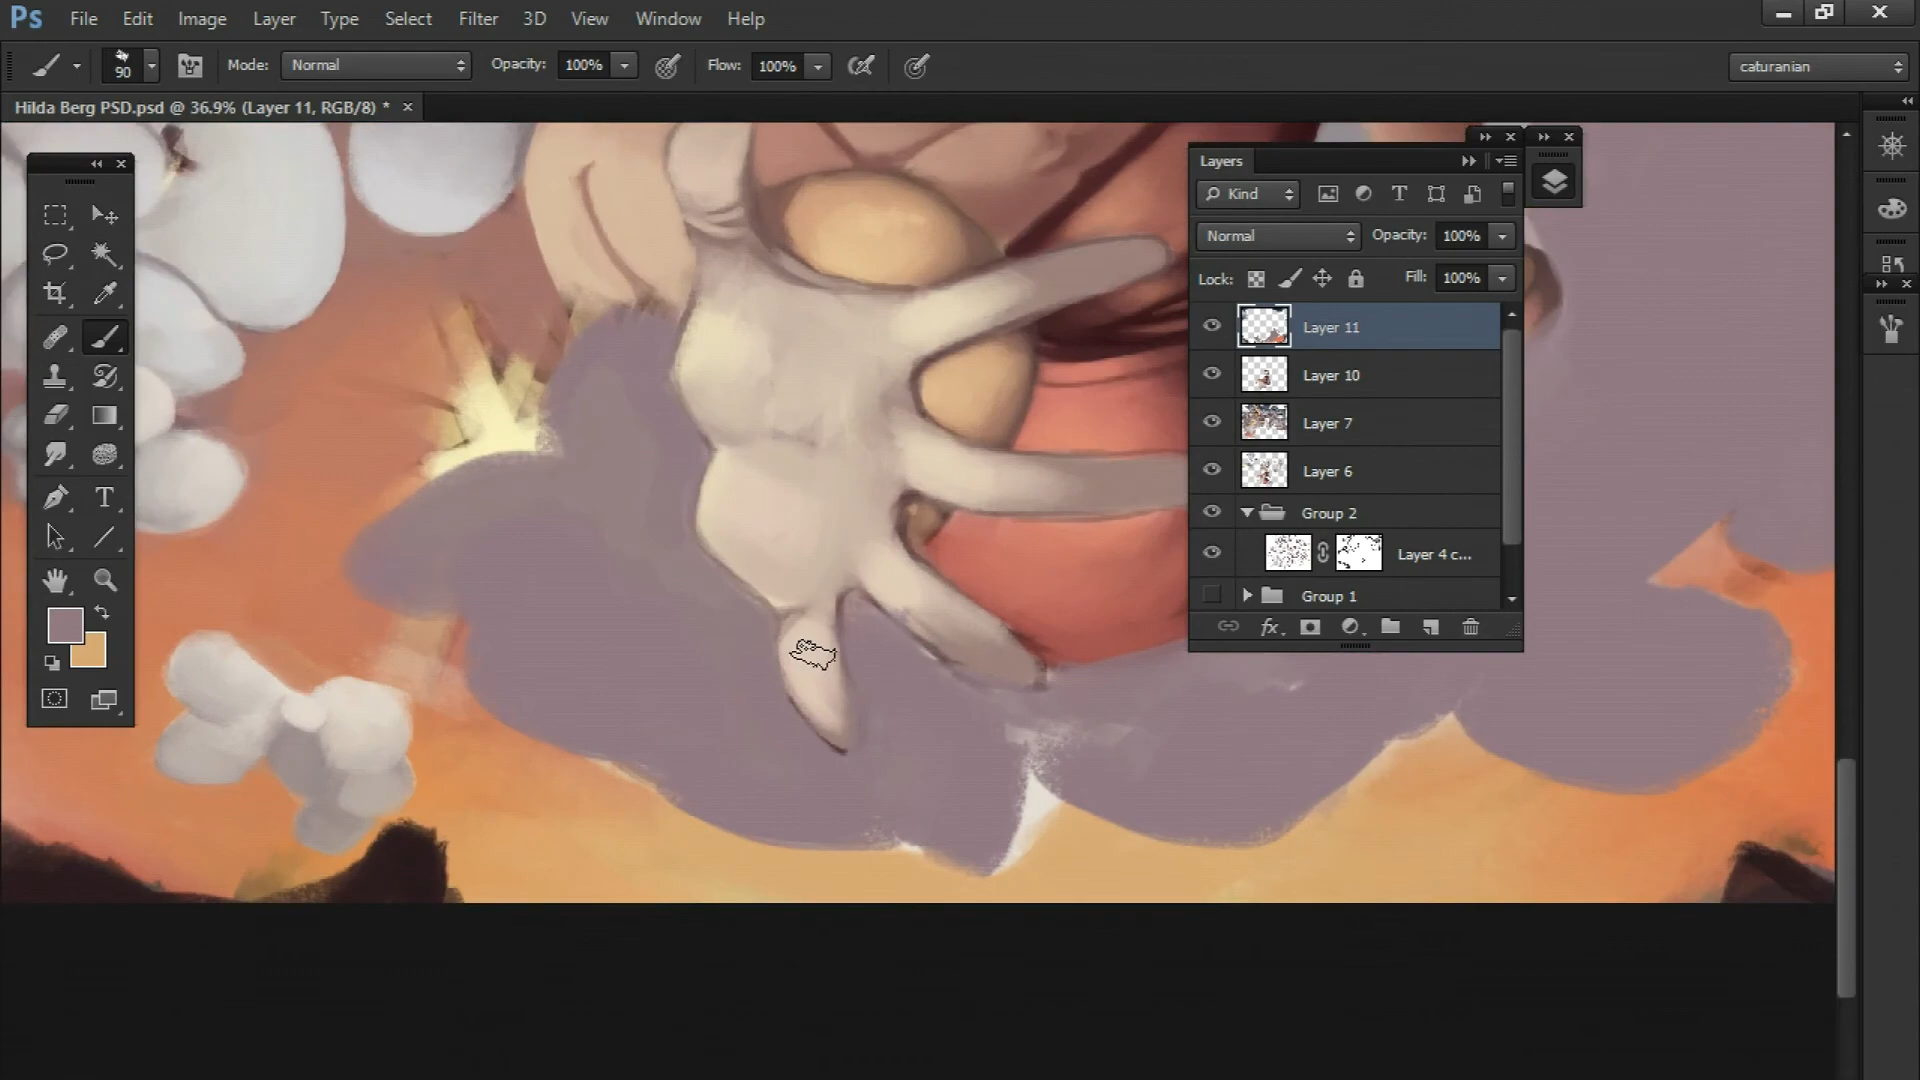 Ps File Edit Image Layer Type Select Filter 3D View Window Help
90 Mode: Normal Opacity: 100% Flow: 100% caturanian
Hilda Berg PSD.psd @ 36.9% (Layer 11, RGB/8) *
Layers
Kind
Normal Opacity: 100%
Lock: Fill: 100%
Layer 11
Layer 10
Layer 7
Layer 6
Group 2
Layer 4 c...
Group 1